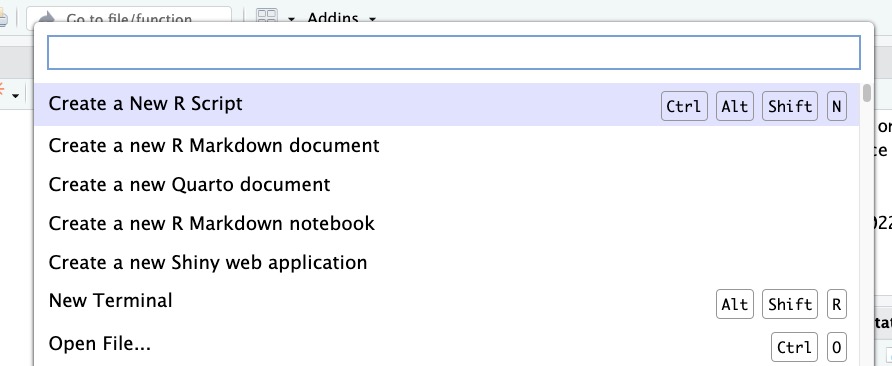 Go to file/function
Addins
Create a New R Script Ctrl Alt Shift N
Create a new R Markdown document
Create a new Quarto document
Create a new R Markdown notebook
Create a new Shiny web application
New Terminal Alt Shift R
Open File... Ctrl O